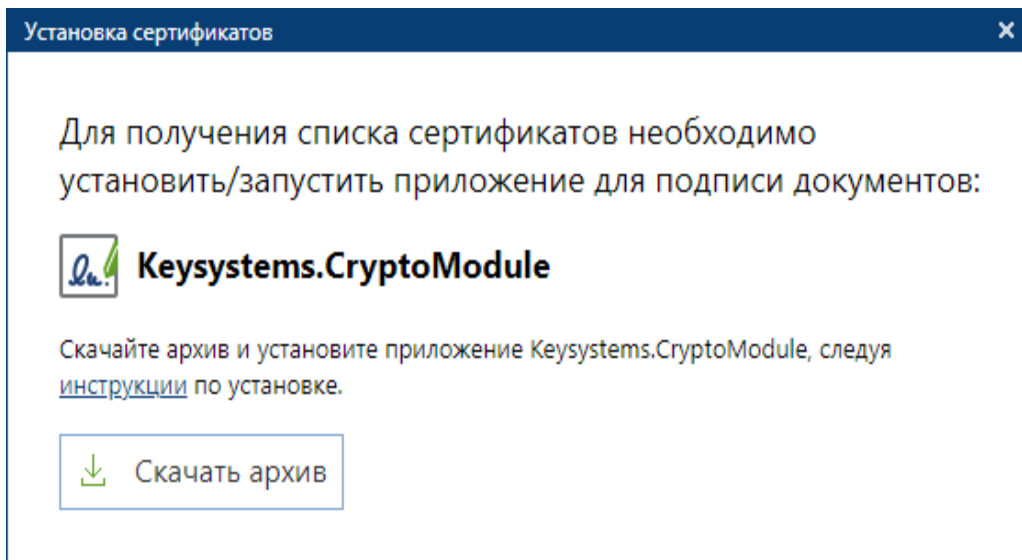 Установка сертификатов
Для получения списка сертификатов необходимо
установить/запустить приложение для подписи документов:
Keysystems.CryptoModule
Скачайте архив и установите приложение Keysystems.CryptoModule, следуя
инструкции по установке.
Скачать архив